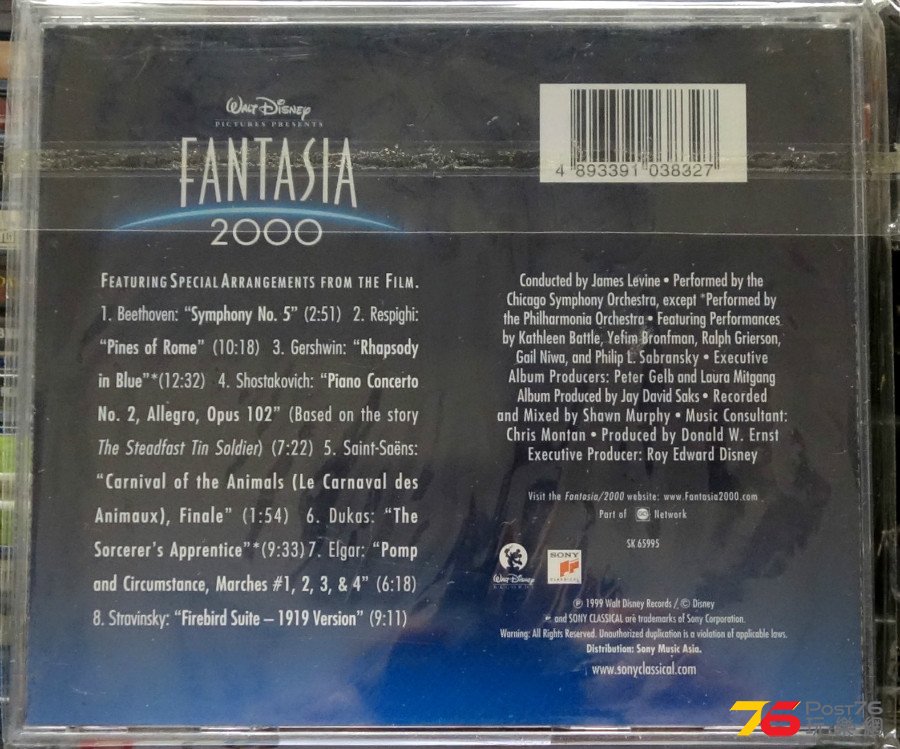 WALT DISNEY
PICTURES PRESENTS
FANTASIA
2000
FEATURING SPECIAL ARRANGEMENTS FROM THE FILM.
1. Beethoven: “Symphony No. 5” (2:51) 2. Respighi:
“Pines of Rome” (10:18) 3. Gershwin: “Rhapsody
in Blue”*(12:32) 4. Shostakovich: “Piano Concerto
No. 2, Allegro, Opus 102” (Based on the story
The Steadfast Tin Soldier) (7:22) 5. Saint-Saëns:
“Carnival of the Animals (Le Carnaval des
Animaux), Finale” (1:54) 6. Dukas: “The
Sorcerer’s Apprentice”*(9:33) 7. Elgar: “Pomp
and Circumstance, Marches #1, 2, 3, & 4” (6:18)
8. Stravinsky: “Firebird Suite – 1919 Version” (9:11)
4 893391 038327
Conducted by James Levine • Performed by the
Chicago Symphony Orchestra, except *Performed by
the Philharmonia Orchestra • Featuring Performances
by Kathleen Battle, Yefim Bronfman, Ralph Grierson,
Gail Niwa, and Philip L. Sabransky • Executive
Album Producers: Peter Gelb and Laura Mitgang
Album Produced by Jay David Saks • Recorded
and Mixed by Shawn Murphy • Music Consultant:
Chris Montan • Produced by Donald W. Ernst
Executive Producer: Roy Edward Disney
Visit the Fantasia/2000 website: www.Fantasia2000.com
Part of GO Network
SK 65995
WALT DISNEY
RECORDS
SONY
CLASSICAL
℗ 1999 Walt Disney Records / © Disney
and SONY CLASSICAL are trademarks of Sony Corporation.
Warning: All Rights Reserved. Unauthorized duplication is a violation of applicable laws.
Distribution: Sony Music Asia.
www.sonyclassical.com
76 Post76
玩樂網